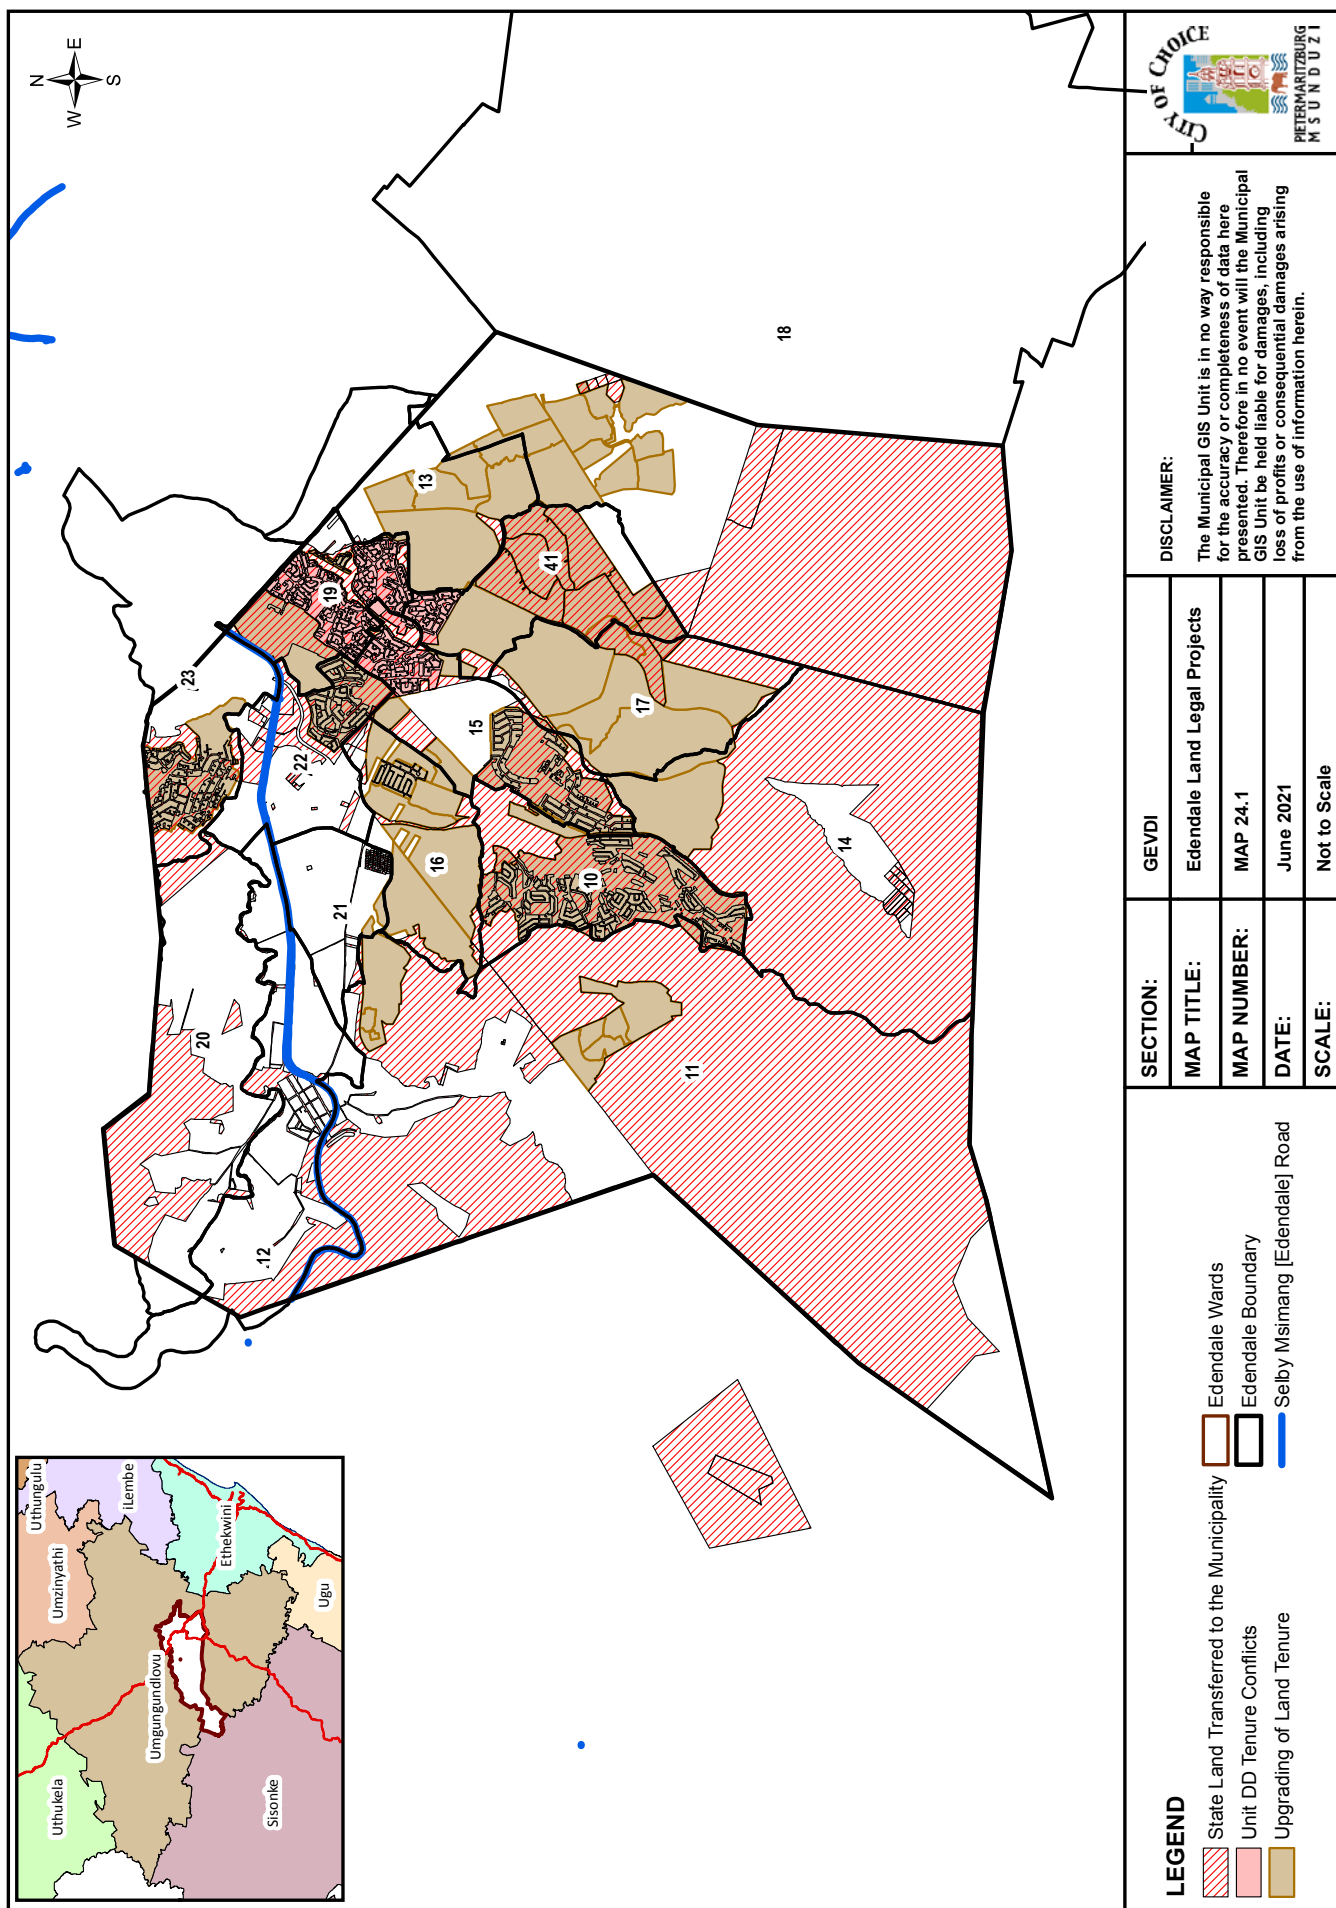 N
W
E
S
Uthungulu
Umzinyathi
iLembe
Uthukela
Umgungundlovu
Ethekwini
Ugu
Sisonke
23
19
13
22
15
41
17
16
21
20
12
10
14
11
18
LEGEND
State Land Transferred to the Municipality
Unit DD Tenure Conflicts
Upgrading of Land Tenure
Edendale Wards
Edendale Boundary
Selby Msimang [Edendale] Road
SECTION: GEVDI
MAP TITLE: Edendale Land Legal Projects
MAP NUMBER: MAP 24.1
DATE: June 2021
SCALE: Not to Scale
DISCLAIMER:
The Municipal GIS Unit is in no way responsible
for the accuracy or completeness of data here
presented. Therefore in no event will the Municipal
GIS Unit be held liable for damages, including
loss of profits or consequential damages arising
from the use of information herein.
CITY OF CHOICE
PIETERMARITZBURG
MSUNDUZI